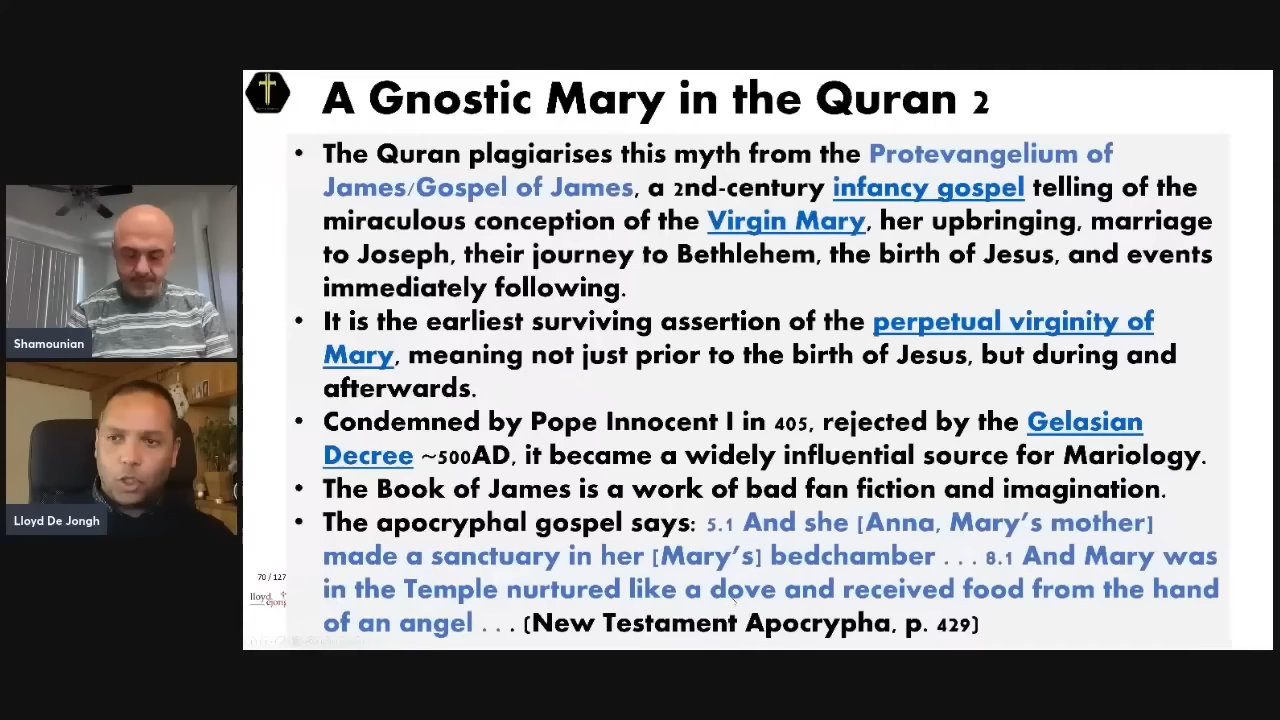 A Gnostic Mary in the Quran 2
• The Quran plagiarises this myth from the Protevangelium of
James/Gospel of James, a 2nd-century infancy gospel telling of the
miraculous conception of the Virgin Mary, her upbringing, marriage
to Joseph, their journey to Bethlehem, the birth of Jesus, and events
immediately following.
• It is the earliest surviving assertion of the perpetual virginity of
Mary, meaning not just prior to the birth of Jesus, but during and
afterwards.
• Condemned by Pope Innocent I in 405, rejected by the Gelasian
Decree ~500AD, it became a widely influential source for Mariology.
• The Book of James is a work of bad fan fiction and imagination.
• The apocryphal gospel says: 5.1 And she [Anna, Mary's mother]
made a sanctuary in her [Mary's] bedchamber . . . 8.1 And Mary was
in the Temple nurtured like a dove and received food from the hand
of an angel . . . (New Testament Apocrypha, p. 429)
Shamounian
Lloyd De Jongh
70 / 127
lloyd